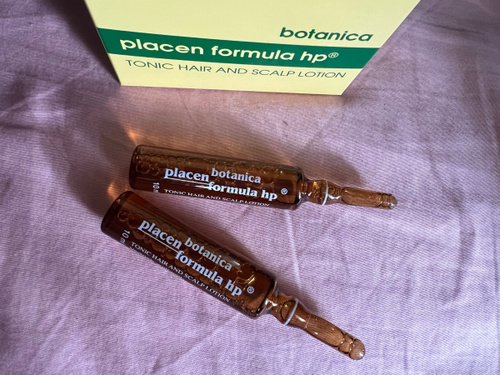 botanica
placen formula hp®
TONIC HAIR AND SCALP LOTION
placen botanica
formula hp ®
TONIC HAIR AND SCALP LOTION
placen botanica
formula hp ®
TONIC HAIR AND SCALP LOTION